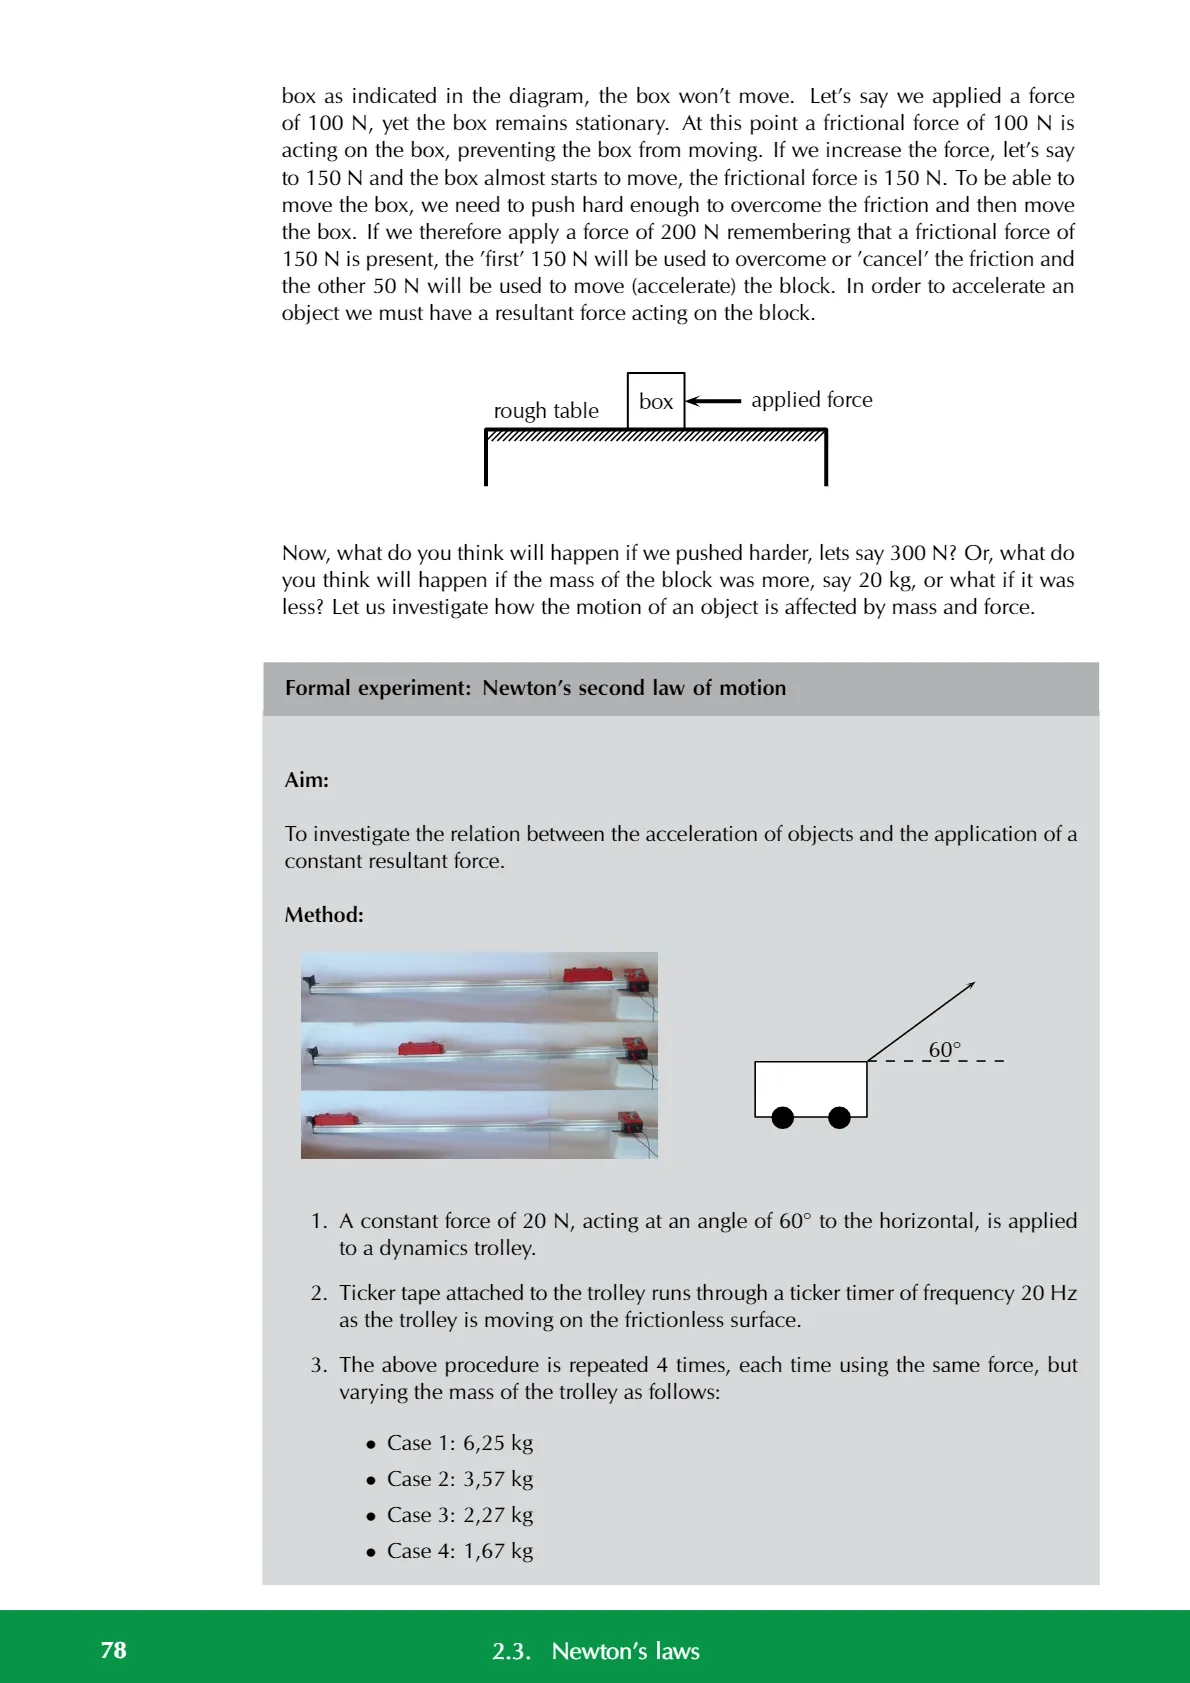 box as indicated in the diagram, the box won’t move. Let’s say we applied a force
of 100 N, yet the box remains stationary. At this point a frictional force of 100 N is
acting on the box, preventing the box from moving. If we increase the force, let’s say
to 150 N and the box almost starts to move, the frictional force is 150 N. To be able to
move the box, we need to push hard enough to overcome the friction and then move
the box. If we therefore apply a force of 200 N remembering that a frictional force of
150 N is present, the ’first’ 150 N will be used to overcome or ’cancel’ the friction and
the other 50 N will be used to move (accelerate) the block. In order to accelerate an
object we must have a resultant force acting on the block.
rough table
box
applied force
Now, what do you think will happen if we pushed harder, lets say 300 N? Or, what do
you think will happen if the mass of the block was more, say 20 kg, or what if it was
less? Let us investigate how the motion of an object is affected by mass and force.
Formal experiment: Newton’s second law of motion
Aim:
To investigate the relation between the acceleration of objects and the application of a
constant resultant force.
Method:
60°
1. A constant force of 20 N, acting at an angle of 60° to the horizontal, is applied
to a dynamics trolley.
2. Ticker tape attached to the trolley runs through a ticker timer of frequency 20 Hz
as the trolley is moving on the frictionless surface.
3. The above procedure is repeated 4 times, each time using the same force, but
varying the mass of the trolley as follows:
• Case 1: 6,25 kg
• Case 2: 3,57 kg
• Case 3: 2,27 kg
• Case 4: 1,67 kg
78
2.3. Newton’s laws